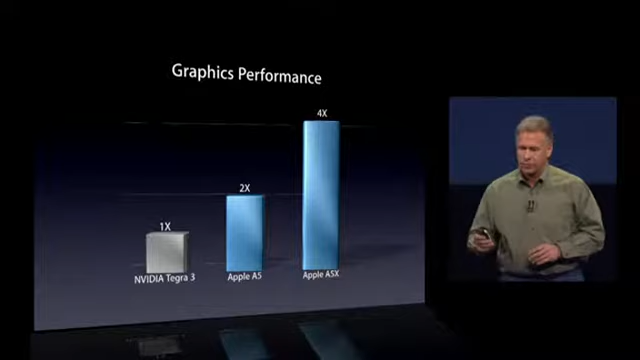 Graphics Performance
4X
2X
1X
NVIDIA Tegra 3
Apple A5
Apple A5X